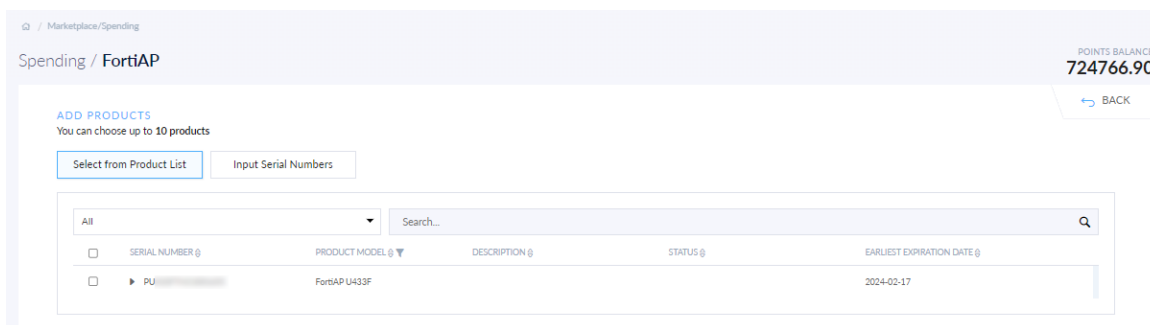 / Marketplace/Spending
Spending / FortiAP
POINTS BALANCE
724766.90
BACK
ADD PRODUCTS
You can choose up to 10 products
Select from Product List Input Serial Numbers
All Search...
SERIAL NUMBER PRODUCT MODEL DESCRIPTION STATUS EARLIEST EXPIRATION DATE
PU FortiAP U433F 2024-02-17